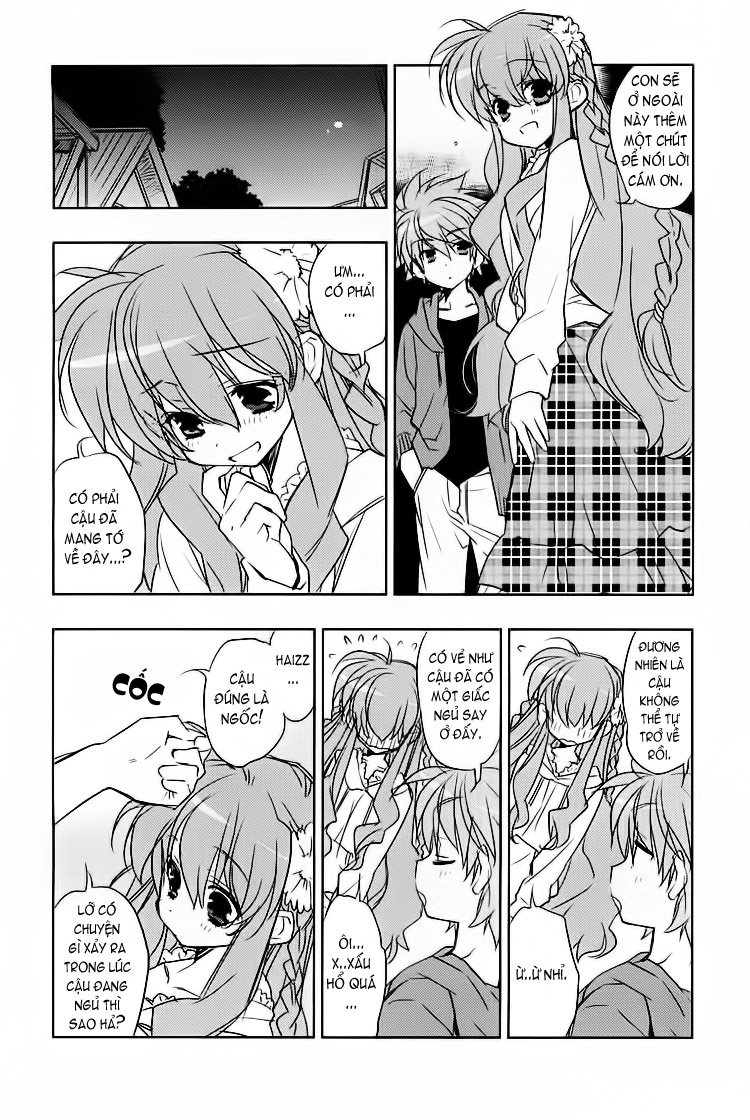 CON SẼ
Ở NGOÀI
NÀY THÊM
MỘT CHÚT
ĐỂ NÓI LỜI
CÁM ƠN.
ƯM...
CÓ PHẢI
...
CÓ PHẢI
CẬU ĐÃ
MANG TỚ
VỀ ĐÂY...?
ĐƯƠNG
NHIÊN LÀ
CẬU
KHÔNG
THỂ TỰ
TRỞ VỀ
RỒI.
Ừ..Ừ NHỈ.
CÓ VẺ NHƯ
CẬU ĐÃ CÓ
MỘT GIẤC
NGỦ SAY
Ở ĐẤY.
ÔI...
X..XẤU
HỔ QUÁ
...
HAIZZ
...
CẬU
ĐÚNG LÀ
NGỐC!
CỐC
LỠ CÓ
CHUYỆN
GÌ XẢY RA
TRONG LÚC
CẬU ĐANG
NGỦ THÌ
SAO HẢ?